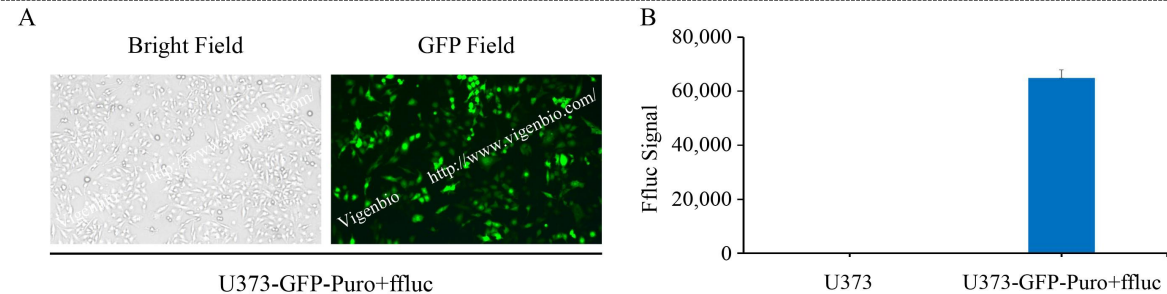 A
Bright Field
GFP Field
Vigenbio
http://www.vigenbio.com/
U373-GFP-Puro+ffluc
B
80,000
60,000
40,000
20,000
0
Ffluc Signal
U373
U373-GFP-Puro+ffluc